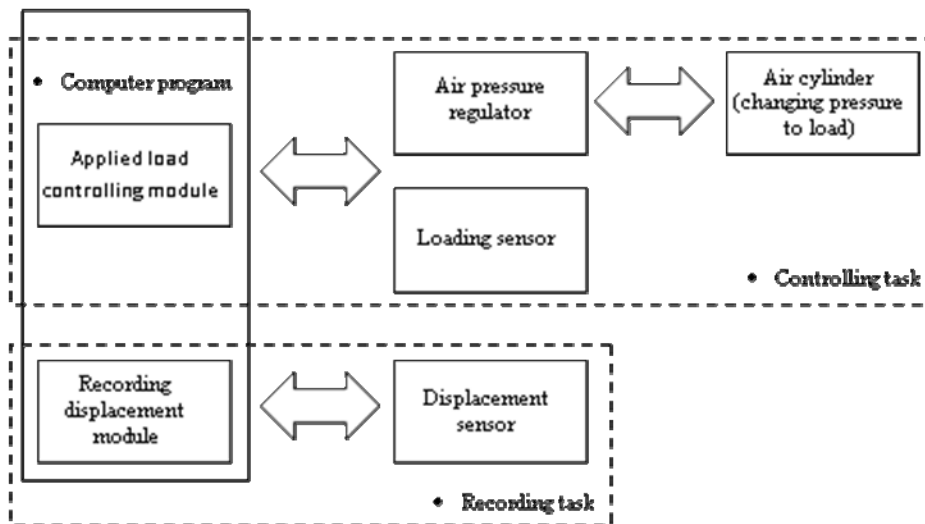 • Computer program
Applied load
controlling module
Air pressure
regulator
Air cylinder
(changing pressure
to load)
Loading sensor
• Controlling task
Recording
displacement
module
Displacement
sensor
• Recording task